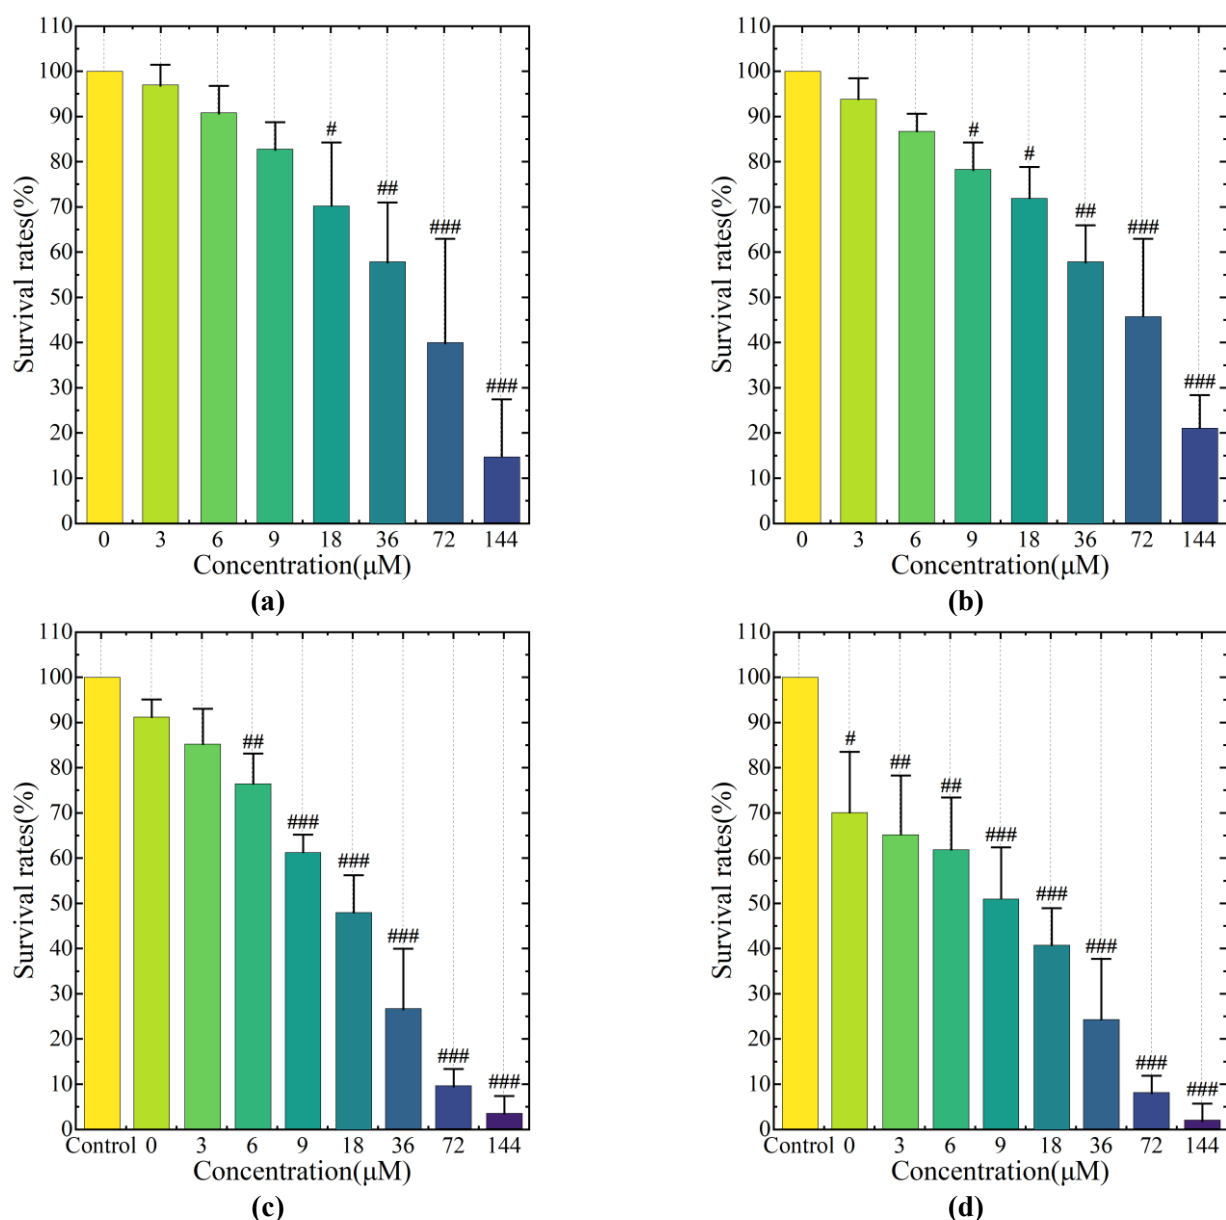 110
100
90
80
70
60
50
40
30
20
10
0
Survival rates(%)
# ## ### ###
0 3 6 9 18 36 72 144
Concentration(μM)
(a)
110
100
90
80
70
60
50
40
30
20
10
0
Survival rates(%)
# # ## ### ###
0 3 6 9 18 36 72 144
Concentration(μM)
(b)
110
100
90
80
70
60
50
40
30
20
10
0
Survival rates(%)
## ### ### ### ### ###
Control 0 3 6 9 18 36 72 144
Concentration(μM)
(c)
110
100
90
80
70
60
50
40
30
20
10
0
Survival rates(%)
# ## ## ### ### ### ### ###
Control 0 3 6 9 18 36 72 144
Concentration(μM)
(d)